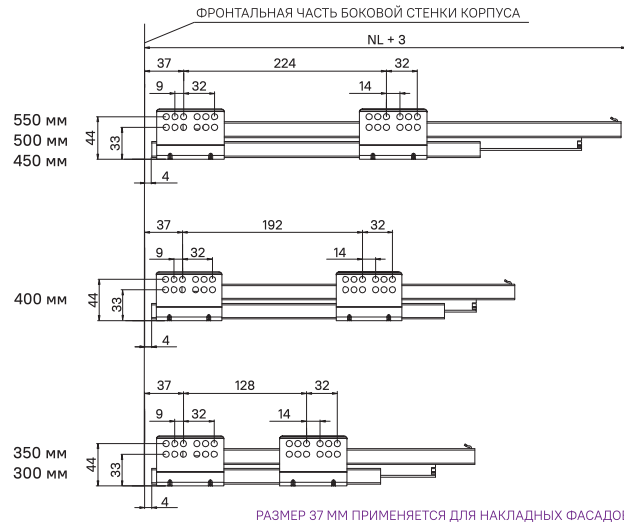 ФРОНТАЛЬНАЯ ЧАСТЬ БОКОВОЙ СТЕНКИ КОРПУСА
NL + 3
37 224 32
9 32 14
550 мм
500 мм
450 мм
44 33
4
37 192 32
9 32 14
400 мм
44 33
4
37 128 32
9 32 14
350 мм
300 мм
44 33
4
РАЗМЕР 37 ММ ПРИМЕНЯЕТСЯ ДЛЯ НАКЛАДНЫХ ФАСАДОВ